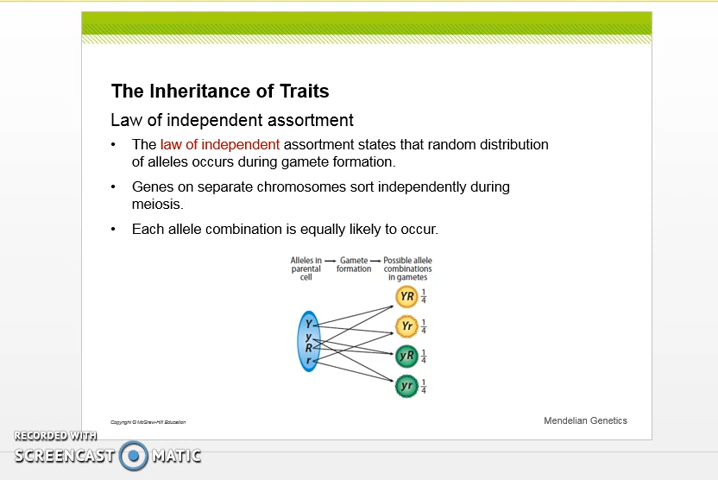 The Inheritance of Traits
Law of independent assortment
• The law of independent assortment states that random distribution
of alleles occurs during gamete formation.
• Genes on separate chromosomes sort independently during
meiosis.
• Each allele combination is equally likely to occur.
Alleles in → Gamete → Possible allele
parental formation combinations
cell in gametes
YR 1/4
Y
Yr 1/4
y
R
yR 1/4
r
yr 1/4
Copyright © McGraw-Hill Education
Mendelian Genetics
RECORDED WITH
SCREENCAST MATIC